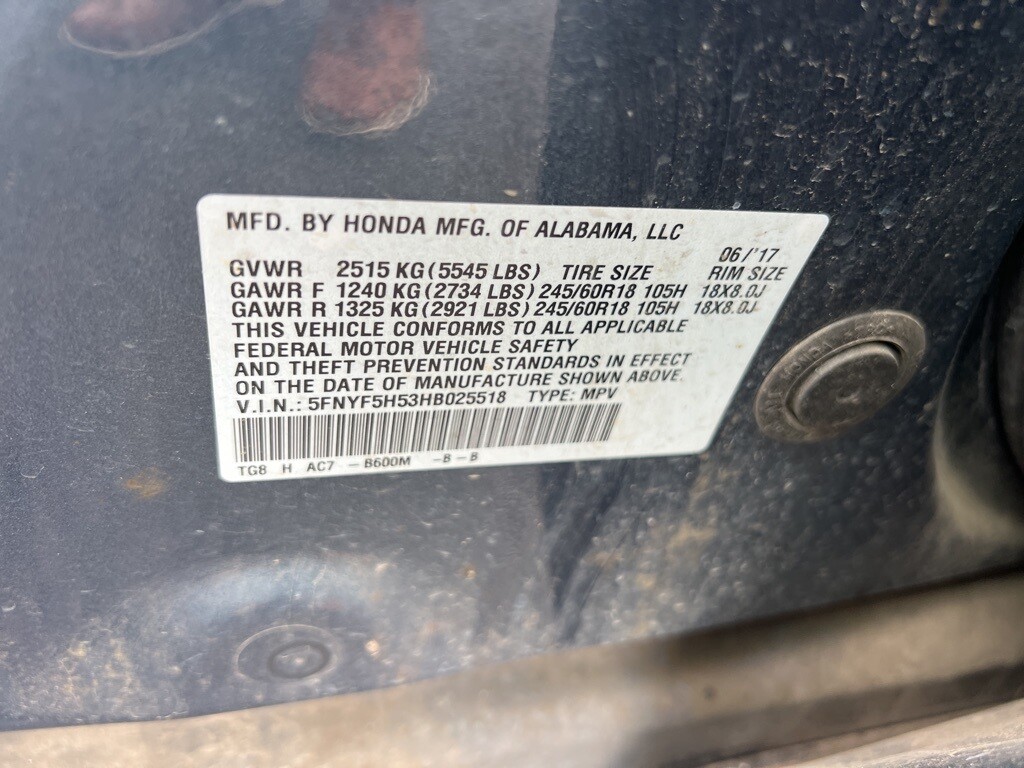 MFD. BY HONDA MFG. OF ALABAMA, LLC
06/'17
GVWR 2515 KG (5545 LBS) TIRE SIZE RIM SIZE
GAWR F 1240 KG (2734 LBS) 245/60R18 105H 18X8.0J
GAWR R 1325 KG (2921 LBS) 245/60R18 105H 18X8.0J
THIS VEHICLE CONFORMS TO ALL APPLICABLE
FEDERAL MOTOR VEHICLE SAFETY
AND THEFT PREVENTION STANDARDS IN EFFECT
ON THE DATE OF MANUFACTURE SHOWN ABOVE.
V.I.N.: 5FNYF5H53HB025518 TYPE: MPV
TG8 H AC7 -B600M -B-B
HONDA